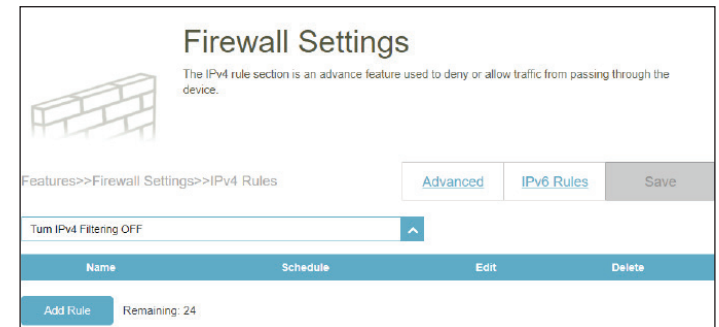 Firewall Settings
The IPv4 rule section is an advance feature used to deny or allow traffic from passing through the
device.
Features>>Firewall Settings>>IPv4 Rules
Advanced
IPv6 Rules
Save
Turn IPv4 Filtering OFF
Name Schedule Edit Delete
Add Rule Remaining: 24